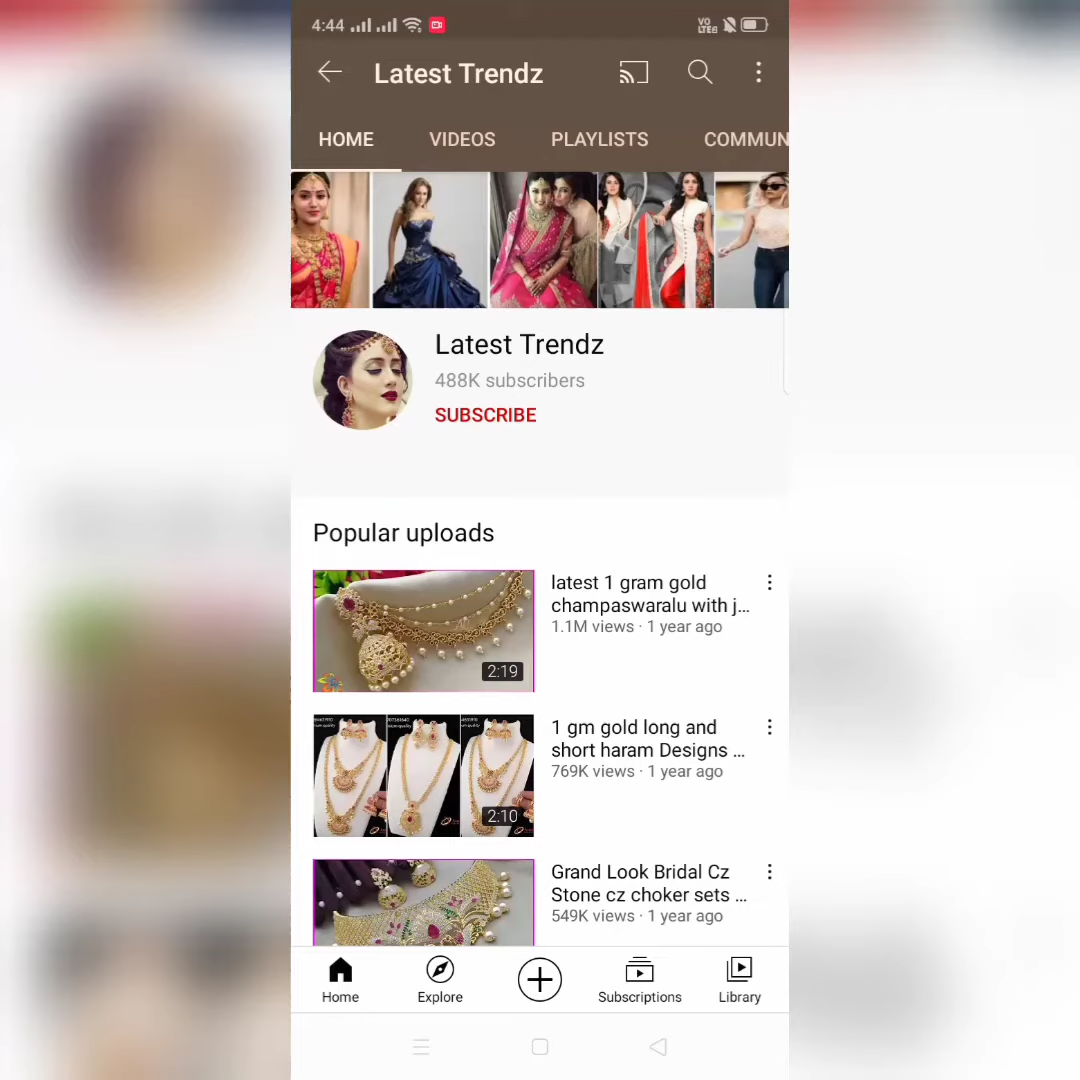 4:44 VO LTE
Latest Trendz
HOME VIDEOS PLAYLISTS COMMUN
Latest Trendz
488K subscribers
SUBSCRIBE
Popular uploads
latest 1 gram gold
champaswaralu with j...
1.1M views · 1 year ago
2:19
1 gm gold long and
short haram Designs ...
769K views · 1 year ago
2:10
Grand Look Bridal Cz
Stone cz choker sets ...
549K views · 1 year ago
Home Explore Subscriptions Library